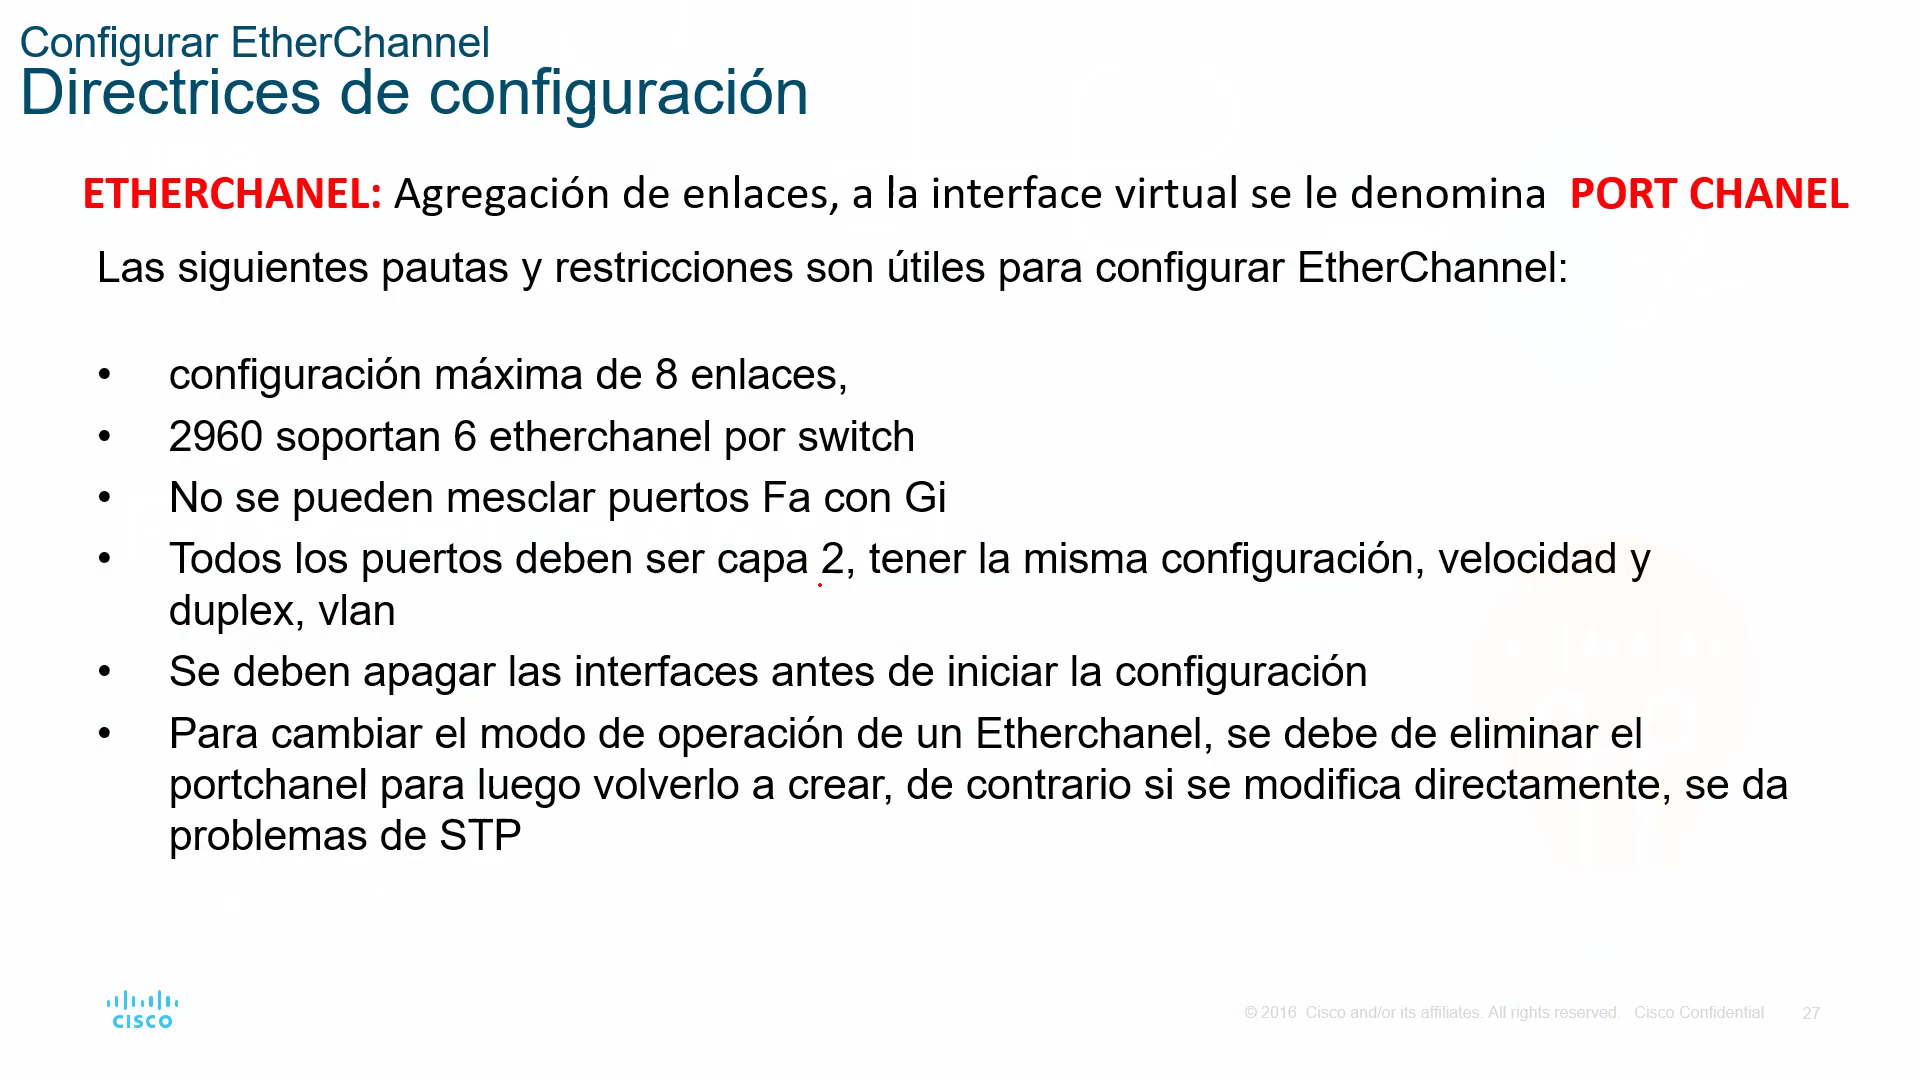 Configurar EtherChannel
Directrices de configuración
ETHERCHANEL: Agregación de enlaces, a la interface virtual se le denomina PORT CHANEL
Las siguientes pautas y restricciones son útiles para configurar EtherChannel:
• configuración máxima de 8 enlaces,
• 2960 soportan 6 etherchanel por switch
• No se pueden mesclar puertos Fa con Gi
• Todos los puertos deben ser capa 2, tener la misma configuración, velocidad y
duplex, vlan
• Se deben apagar las interfaces antes de iniciar la configuración
• Para cambiar el modo de operación de un Etherchanel, se debe de eliminar el
portchanel para luego volverlo a crear, de contrario si se modifica directamente, se da
problemas de STP
CISCO
© 2016 Cisco and/or its affiliates. All rights reserved. Cisco Confidential 27